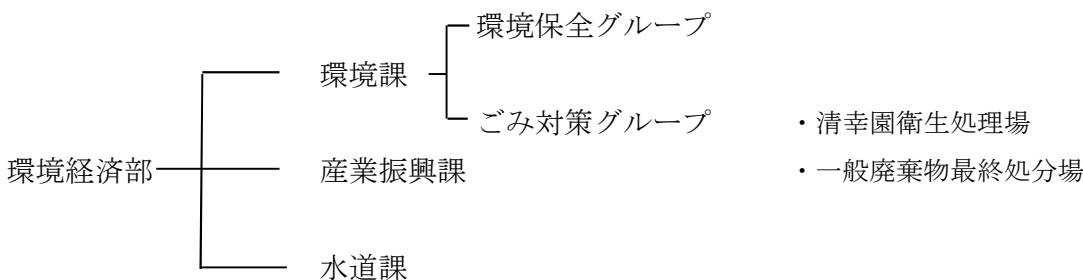 環境保全グループ
環境課
ごみ対策グループ ・清幸園衛生処理場
環境経済部 産業振興課 ・一般廃棄物最終処分場
水道課